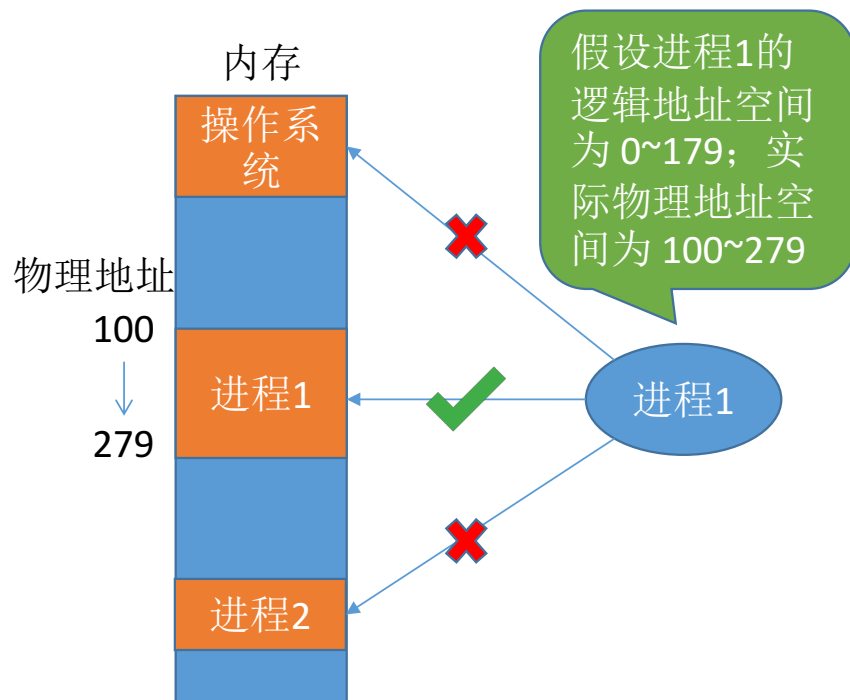 内存
操作系
统
物理地址
100
279
进程1
进程2
假设进程1的
逻辑地址空间
为 0~179；实
际物理地址空
间为 100~279
进程1